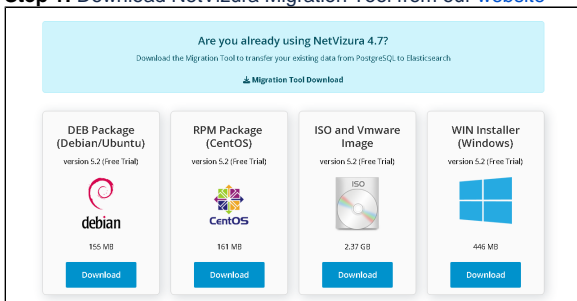 Step 1: Download NetVizura Migration Tool from our website
Are you already using NetVizura 4.7?
Download the Migration Tool to transfer your existing data from PostgreSQL to Elasticsearch
Migration Tool Download
DEB Package
(Debian/Ubuntu)
version 5.2 (Free Trial)
debian
155 MB
Download
RPM Package
(CentOS)
version 5.2 (Free Trial)
CentOS
161 MB
Download
ISO and Vmware
Image
version 5.2 (Free Trial)
ISO
2.37 GB
Download
WIN Installer
(Windows)
version 5.2 (Free Trial)
446 MB
Download